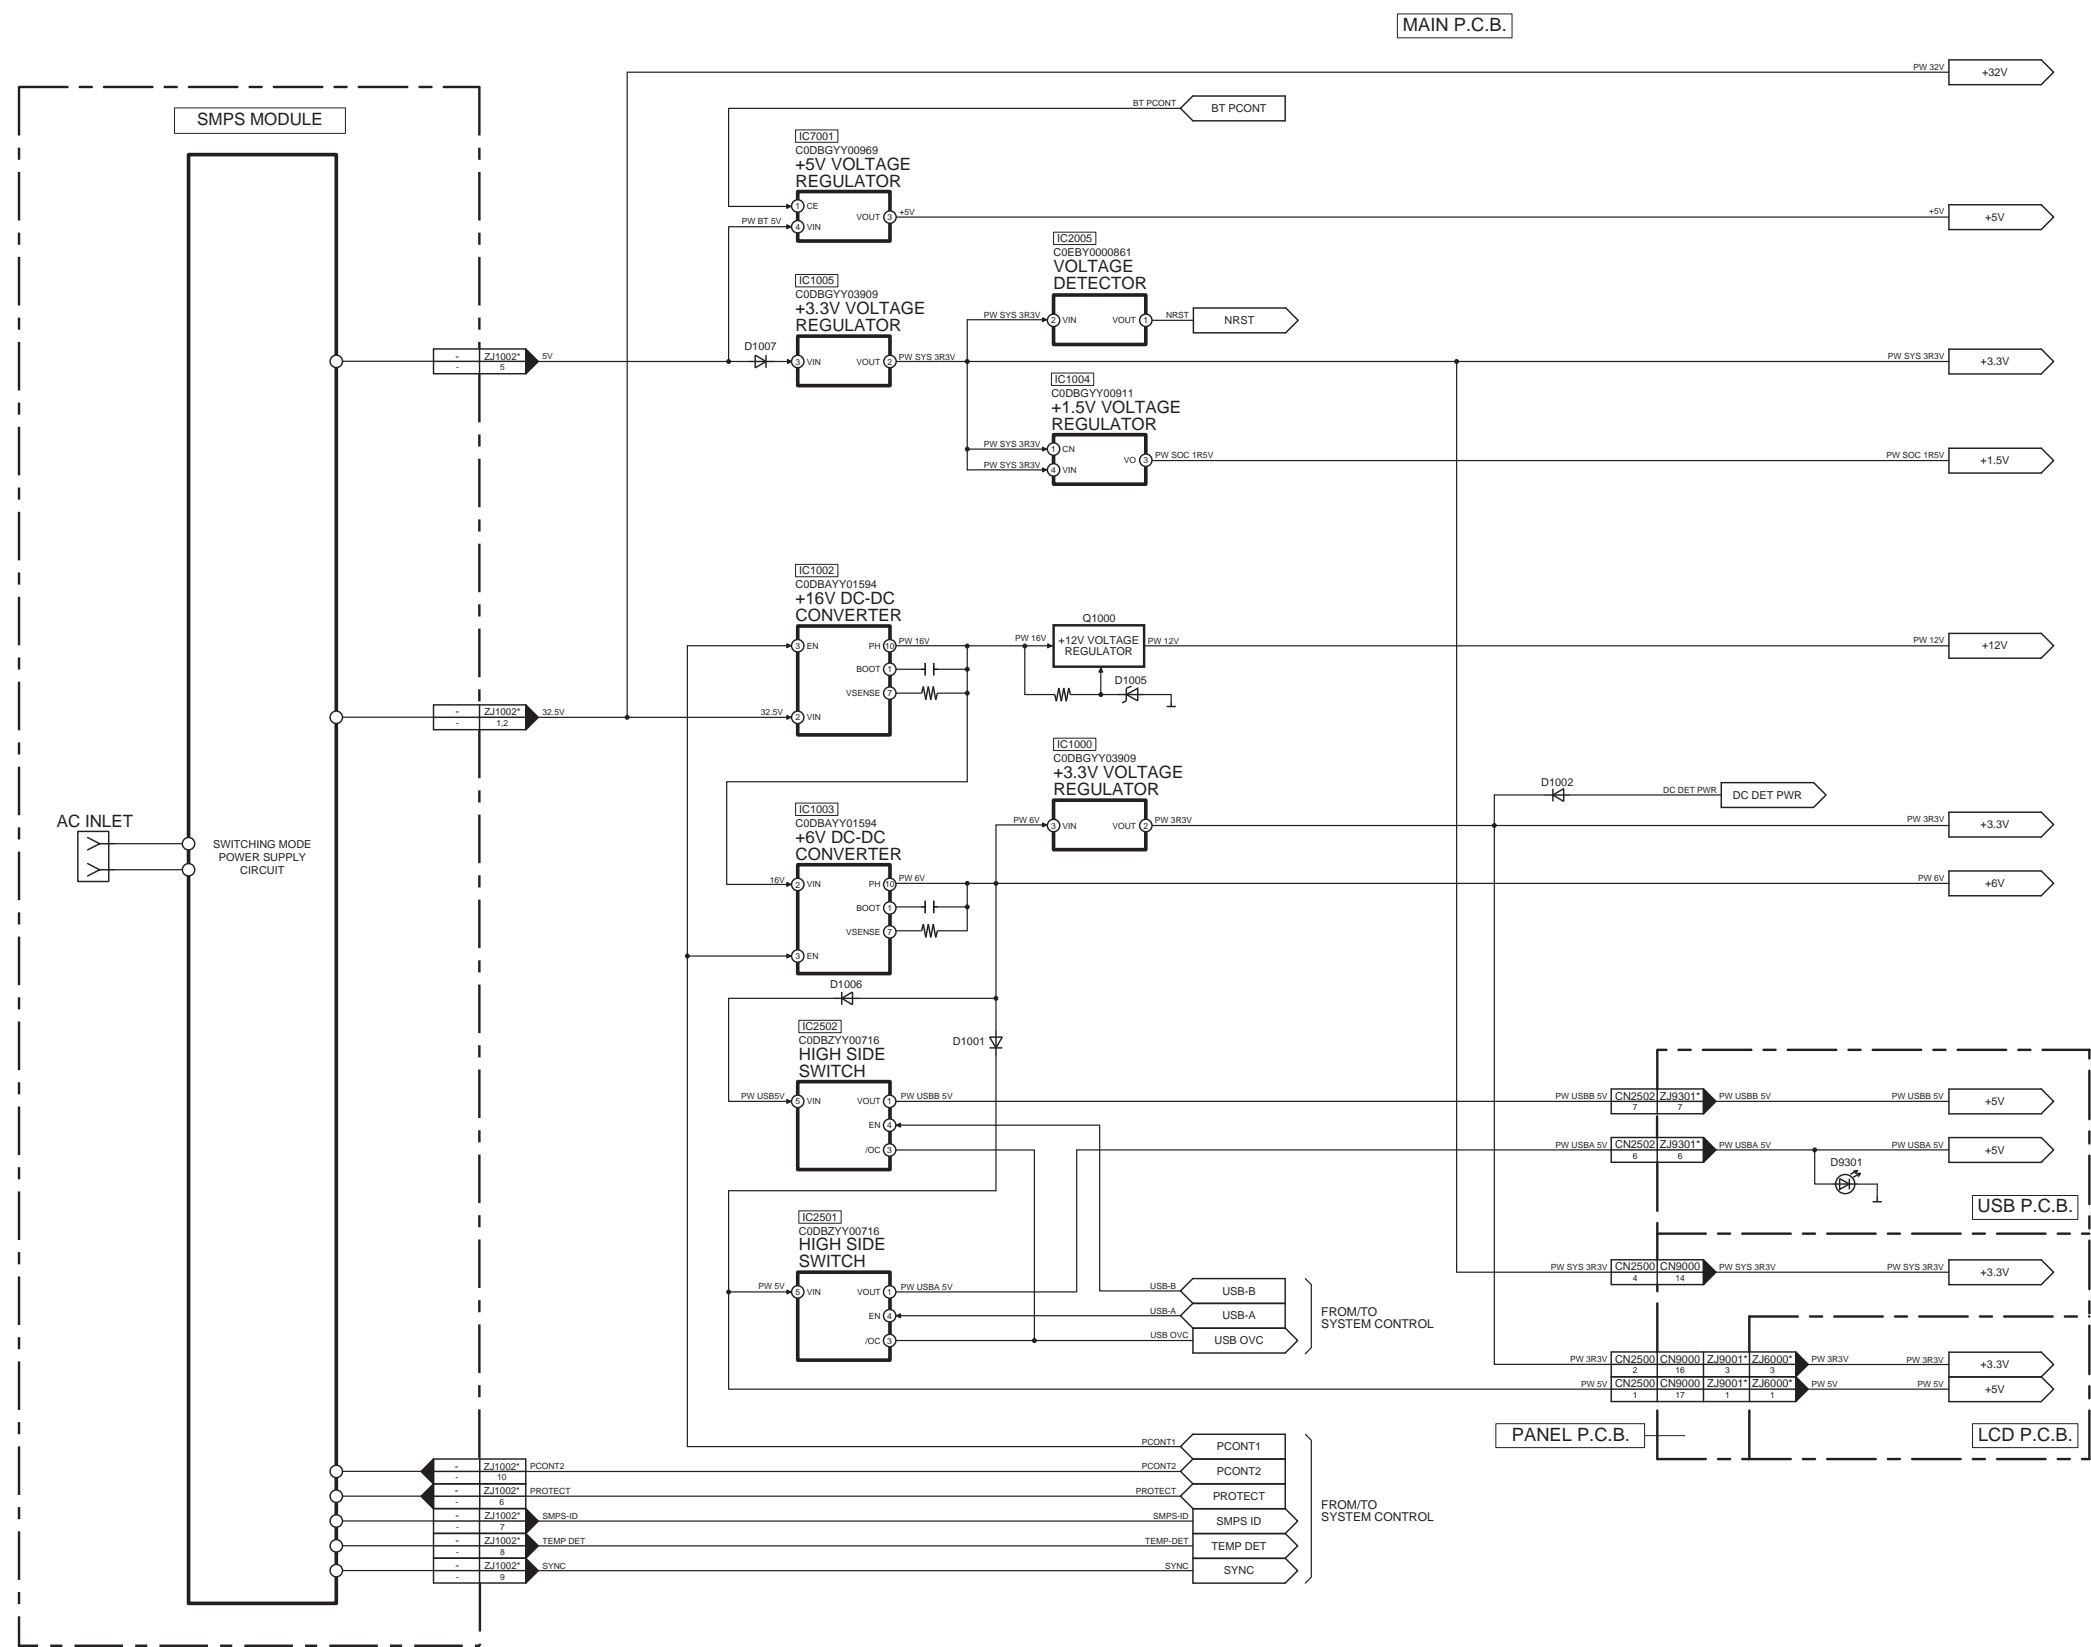 MAIN P.C.B.
PW 32V
+32V
SMPS MODULE
BT PCONT
BT PCONT
IC7001
C0DBGYY00969
+5V VOLTAGE
REGULATOR
1 CE
PW BT 5V
4 VIN
VOUT 3
+5V
+5V
+5V
IC2005
C0EBY0000861
VOLTAGE
DETECTOR
PW SYS 3R3V
2 VIN
VOUT 1
NRST
NRST
IC1005
C0DBGYY03909
+3.3V VOLTAGE
REGULATOR
- ZJ1002*
- 5
5V
D1007
3 VIN
VOUT 2
PW SYS 3R3V
PW SYS 3R3V
+3.3V
IC1004
C0DBGYY00911
+1.5V VOLTAGE
REGULATOR
PW SYS 3R3V
1 CN
PW SYS 3R3V
4 VIN
VO 3
PW SOC 1R5V
PW SOC 1R5V
+1.5V
IC1002
C0DBAYY01594
+16V DC-DC
CONVERTER
3 EN
PH 10
PW 16V
BOOT 1
VSENSE 7
- ZJ1002*
- 1,2
32.5V
32.5V
2 VIN
PW 16V
Q1000
+12V VOLTAGE
REGULATOR
PW 12V
PW 12V
+12V
D1005
IC1000
C0DBGYY03909
+3.3V VOLTAGE
REGULATOR
PW 6V
3 VIN
VOUT 2
PW 3R3V
D1002
DC DET PWR
DC DET PWR
PW 3R3V
+3.3V
AC INLET
SWITCHING MODE
POWER SUPPLY
CIRCUIT
IC1003
C0DBAYY01594
+6V DC-DC
CONVERTER
16V
2 VIN
PH 10
PW 6V
BOOT 1
VSENSE 7
3 EN
PW 6V
+6V
D1006
D1001
IC2502
C0DBZYY00716
HIGH SIDE
SWITCH
PW USB5V
5 VIN
VOUT 1
PW USBB 5V
EN 4
/OC 3
PW USBB 5V
CN2502 ZJ9301*
7 7
PW USBB 5V
PW USBB 5V
+5V
PW USBA 5V
CN2502 ZJ9301*
6 6
PW USBA 5V
PW USBA 5V
+5V
D9301
USB P.C.B.
IC2501
C0DBZYY00716
HIGH SIDE
SWITCH
PW 5V
5 VIN
VOUT 1
PW USBA 5V
EN 4
/OC 3
USB-B
USB-B
USB-A
USB-A
USB OVC
USB OVC
FROM/TO
SYSTEM CONTROL
PW SYS 3R3V
CN2500 CN9000
4 14
PW SYS 3R3V
PW SYS 3R3V
+3.3V
PW 3R3V
CN2500 CN9000 ZJ9001* ZJ6000*
2 16 3 3
PW 3R3V
PW 3R3V
+3.3V
PW 5V
CN2500 CN9000 ZJ9001* ZJ6000*
1 17 1 1
PW 5V
PW 5V
+5V
PANEL P.C.B.
LCD P.C.B.
PCONT1
PCONT1
- ZJ1002*
- 10
PCONT2
PCONT2
PCONT2
- ZJ1002*
- 6
PROTECT
PROTECT
PROTECT
- ZJ1002*
- 7
SMPS-ID
SMPS-ID
SMPS ID
- ZJ1002*
- 8
TEMP DET
TEMP-DET
TEMP DET
- ZJ1002*
- 9
SYNC
SYNC
SYNC
FROM/TO
SYSTEM CONTROL